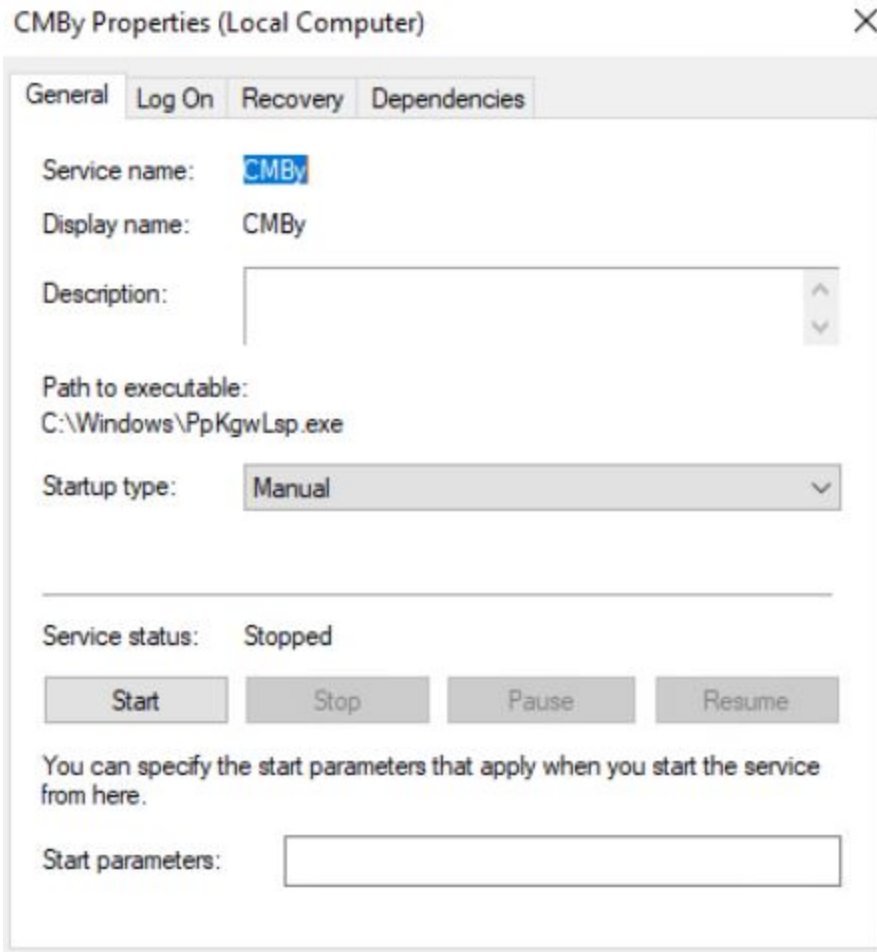 CMBy Properties (Local Computer)
General Log On Recovery Dependencies
Service name: CMBy
Display name: CMBy
Description:
Path to executable:
C:\Windows\PpKgwLsp.exe
Startup type: Manual
Service status: Stopped
Start Stop Pause Resume
You can specify the start parameters that apply when you start the service
from here.
Start parameters: